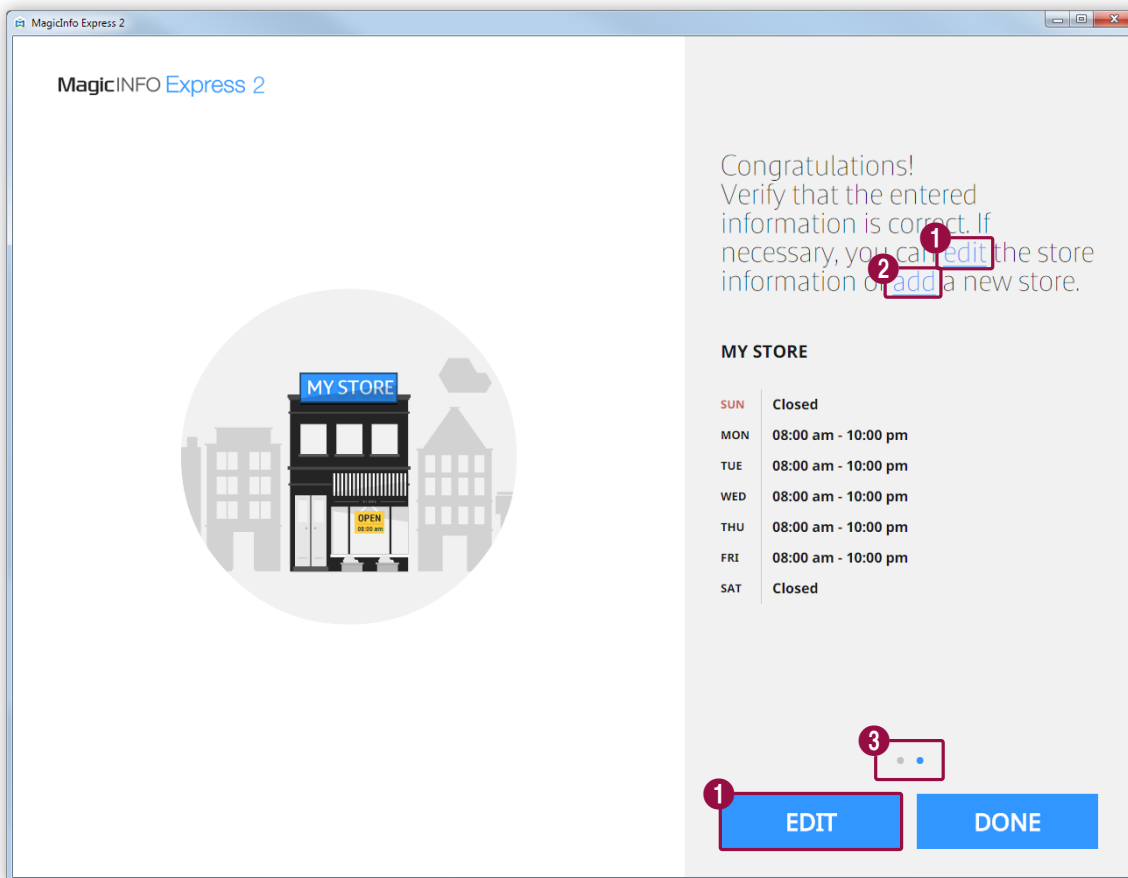 MagicInfo Express 2
MagicINFO Express 2
Congratulations!
Verify that the entered
information is correct. If
necessary, you can edit the store
information or add a new store.
1
2
MY STORE
SUN Closed
MON 08:00 am - 10:00 pm
TUE 08:00 am - 10:00 pm
WED 08:00 am - 10:00 pm
THU 08:00 am - 10:00 pm
FRI 08:00 am - 10:00 pm
SAT Closed
MY STORE
OPEN
08:00 am
3
1
EDIT DONE